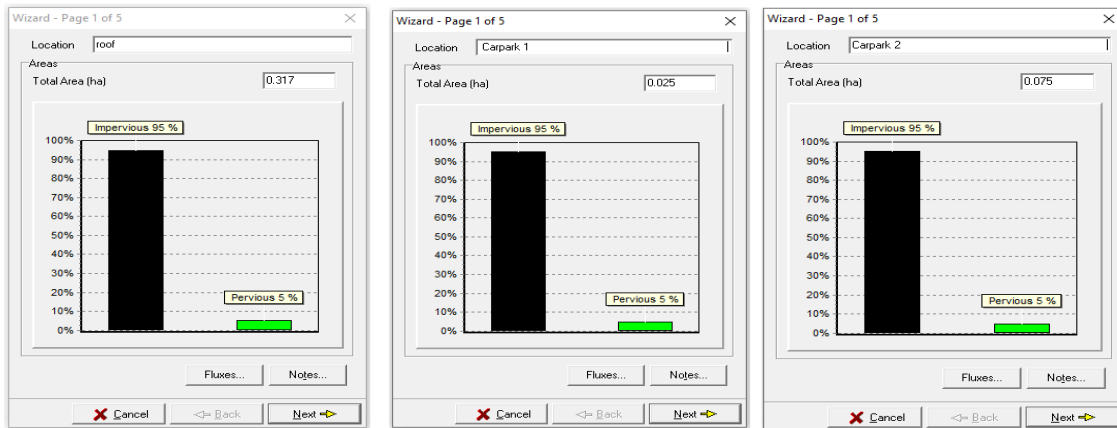 Wizard - Page 1 of 5
Location roof
Areas
Total Area (ha) 0.317
Impervious 95 %
100%
90%
80%
70%
60%
50%
40%
30%
Pervious 5 %
20%
10%
0%
Fluxes... Notes...
Cancel Back Next
Wizard - Page 1 of 5
Location Carpark 1
Areas
Total Area (ha) 0.025
Impervious 95 %
100%
90%
80%
70%
60%
50%
40%
30%
20%
Pervious 5 %
10%
0%
Fluxes... Notes...
Cancel Back Next
Wizard - Page 1 of 5
Location Carpark 2
Areas
Total Area (ha) 0.075
Impervious 95 %
100%
90%
80%
70%
60%
50%
40%
30%
20%
Pervious 5 %
10%
0%
Fluxes... Notes...
Cancel Back Next